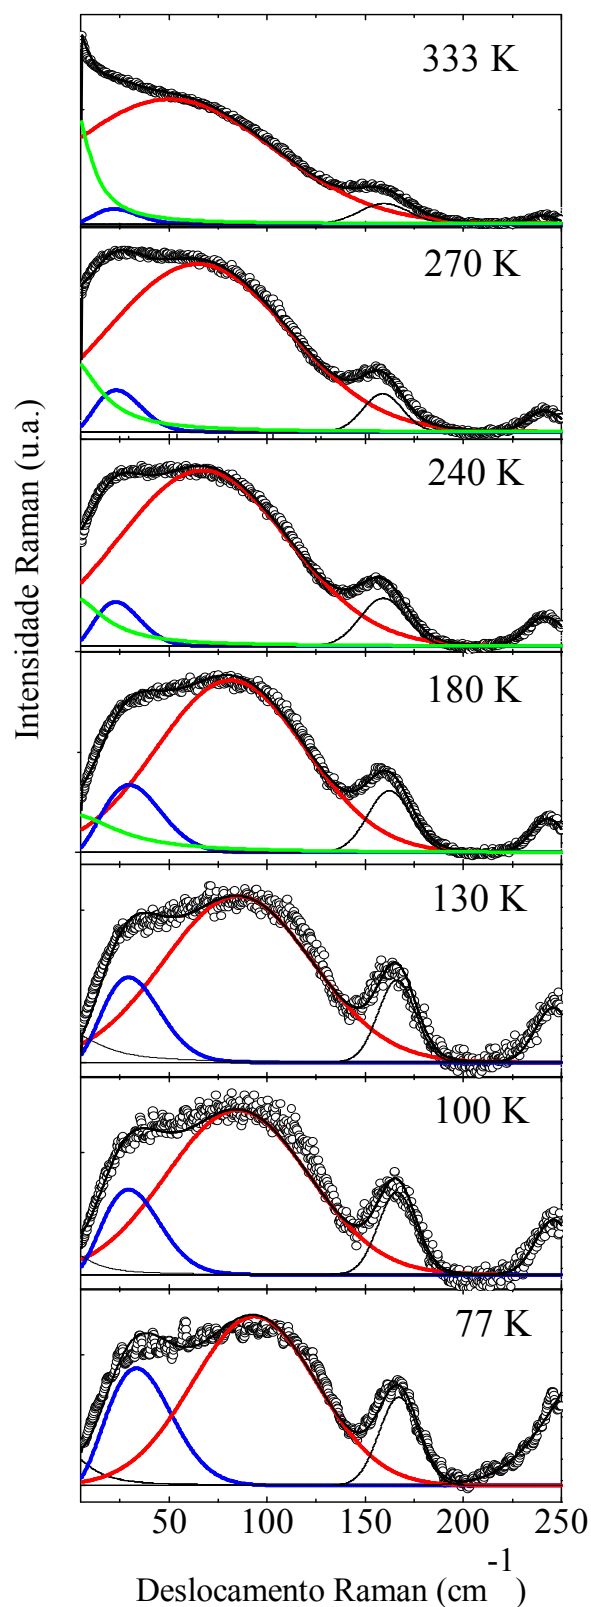 333 K
270 K
240 K
180 K
130 K
100 K
77 K
Intensidade Raman (u.a.)
50 100 150 200 250
Deslocamento Raman (cm-1)